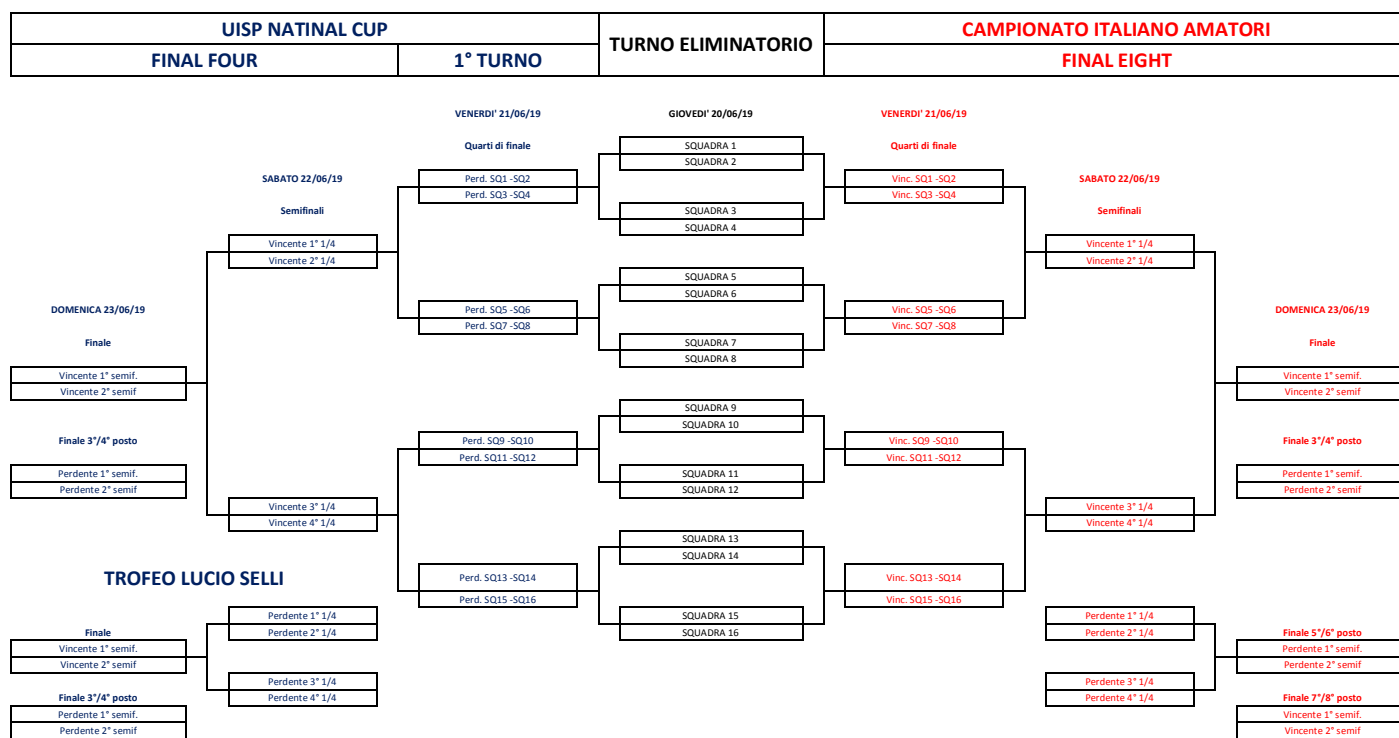 UISP NATINAL CUP
TURNO ELIMINATORIO
CAMPIONATO ITALIANO AMATORI
FINAL FOUR
1° TURNO
FINAL EIGHT
VENERDI' 21/06/19
GIOVEDI' 20/06/19
VENERDI' 21/06/19
Quarti di finale
SQUADRA 1
Quarti di finale
SQUADRA 2
SABATO 22/06/19
Perd. SQ1 -SQ2
Vinc. SQ1 -SQ2
SABATO 22/06/19
Perd. SQ3 -SQ4
Vinc. SQ3 -SQ4
Semifinali
SQUADRA 3
Semifinali
SQUADRA 4
Vincente 1° 1/4
Vincente 1° 1/4
Vincente 2° 1/4
Vincente 2° 1/4
SQUADRA 5
SQUADRA 6
DOMENICA 23/06/19
Perd. SQ5 -SQ6
Vinc. SQ5 -SQ6
DOMENICA 23/06/19
Perd. SQ7 -SQ8
Vinc. SQ7 -SQ8
Finale
SQUADRA 7
Finale
SQUADRA 8
Vincente 1° semif.
Vincente 1° semif.
Vincente 2° semif
Vincente 2° semif
SQUADRA 9
SQUADRA 10
Finale 3°/4° posto
Perd. SQ9 -SQ10
Vinc. SQ9 -SQ10
Finale 3°/4° posto
Perd. SQ11 -SQ12
Vinc. SQ11 -SQ12
Perdente 1° semif.
SQUADRA 11
Perdente 1° semif.
Perdente 2° semif
SQUADRA 12
Perdente 2° semif
Vincente 3° 1/4
Vincente 3° 1/4
Vincente 4° 1/4
Vincente 4° 1/4
SQUADRA 13
SQUADRA 14
TROFEO LUCIO SELLI
Perd. SQ13 -SQ14
Vinc. SQ13 -SQ14
Perd. SQ15 -SQ16
Vinc. SQ15 -SQ16
Perdente 1° 1/4
SQUADRA 15
Perdente 1° 1/4
Finale
Perdente 2° 1/4
SQUADRA 16
Perdente 2° 1/4
Finale 5°/6° posto
Vincente 1° semif.
Perdente 1° semif.
Vincente 2° semif
Perdente 2° semif
Perdente 3° 1/4
Perdente 3° 1/4
Finale 3°/4° posto
Perdente 4° 1/4
Perdente 4° 1/4
Finale 7°/8° posto
Perdente 1° semif.
Vincente 1° semif.
Perdente 2° semif
Vincente 2° semif